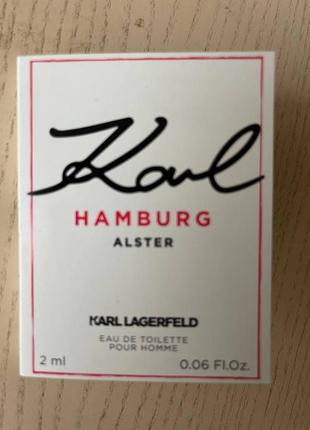 Karl
HAMBURG
ALSTER
KARL LAGERFELD
EAU DE TOILETTE
POUR HOMME
2 ml 0.06 Fl.Oz.